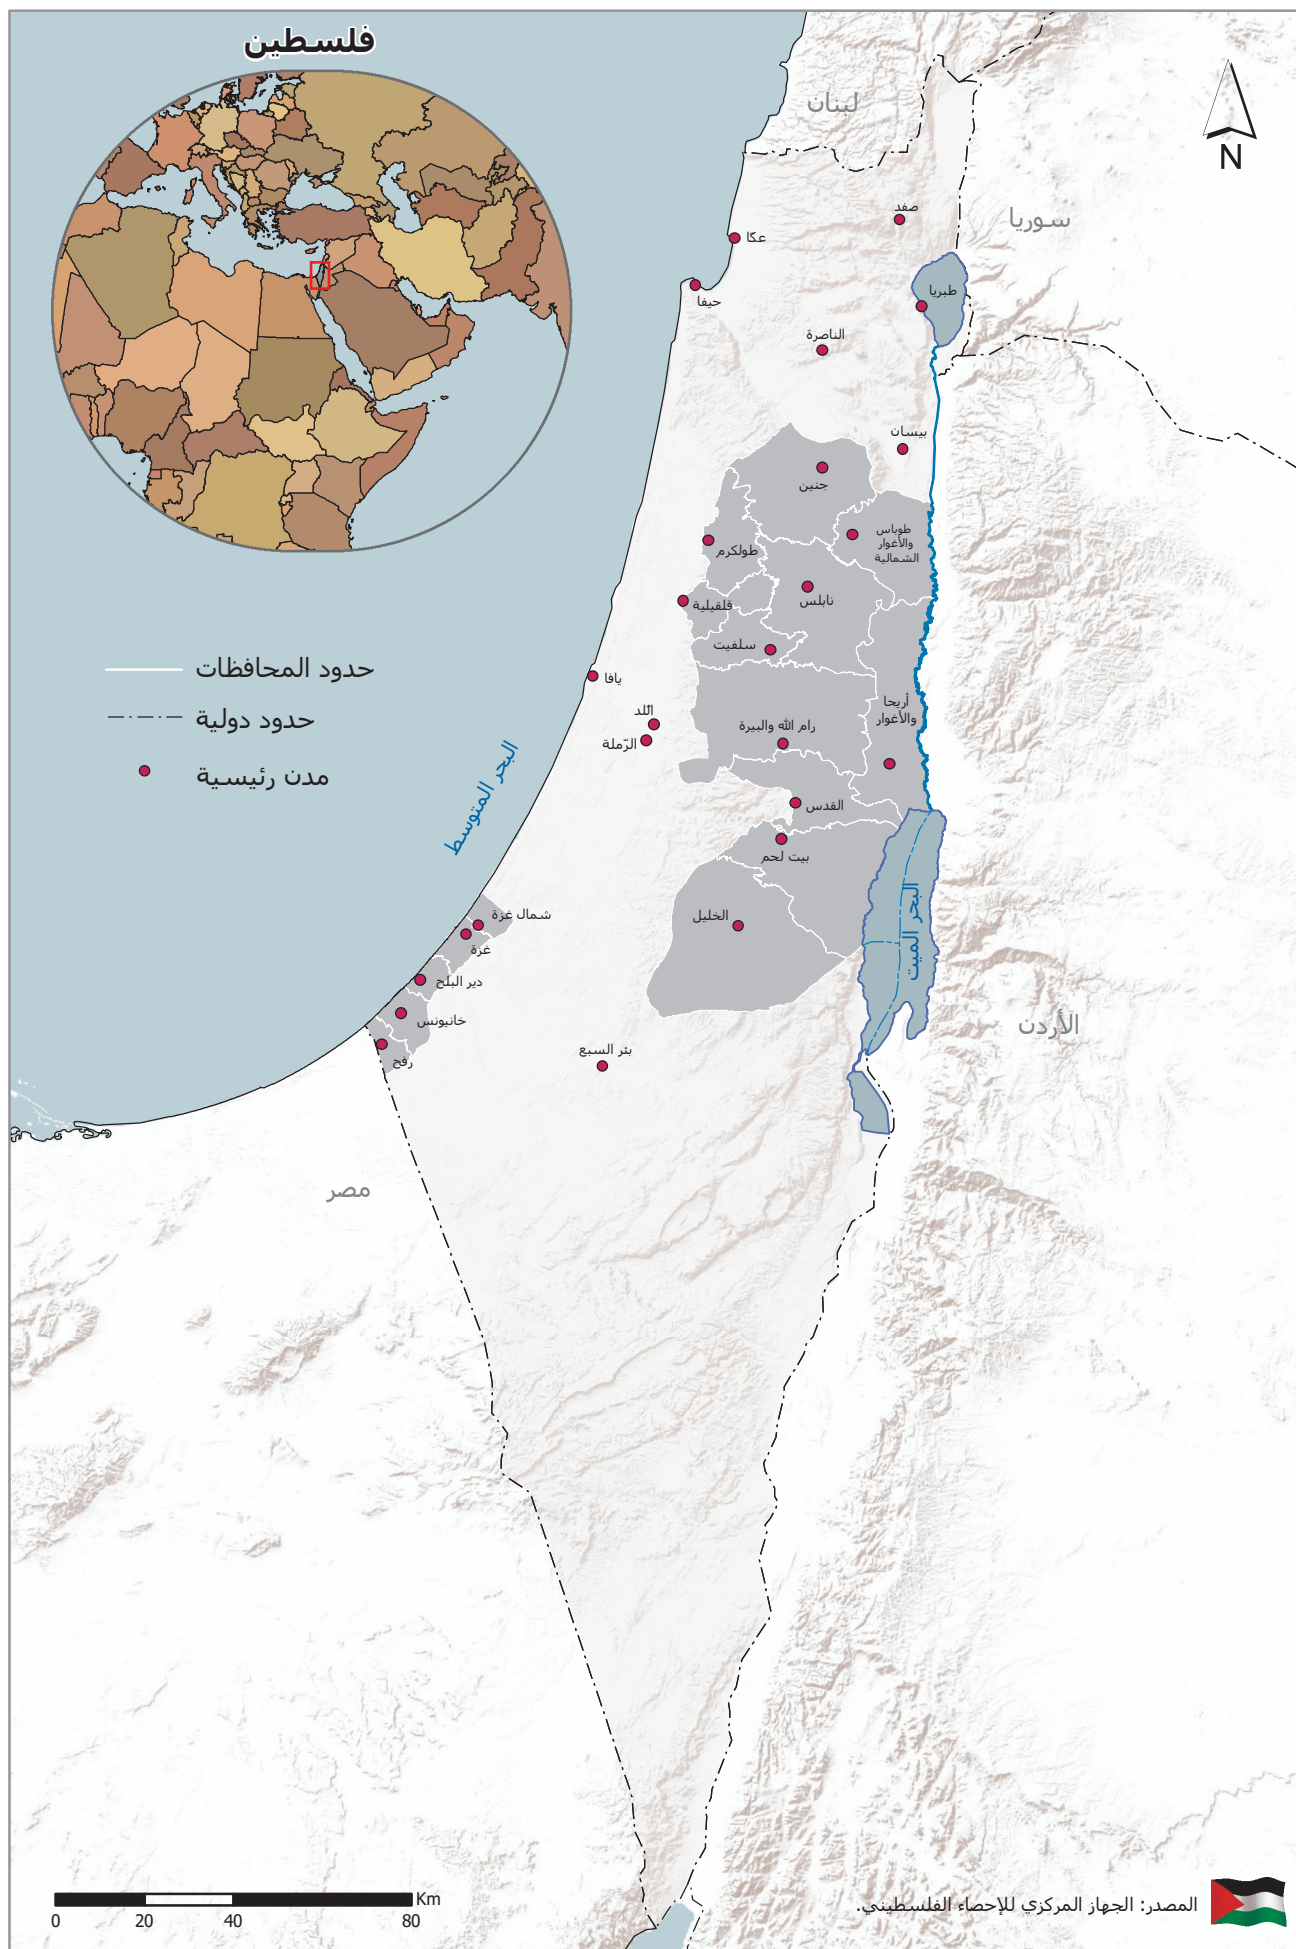 فلسطين
لبنان
N
سوريا
صفد
عكّا
حيفا
طبريا
الناصرة
بيسان
جنين
طولكرم
طوباس
والأغوار
الشمالية
نابلس
قلقيلية
سلفيت
حدود المحافظات
حدود دولية
مدن رئيسية
يافا
اللّد
الرّملة
رام الله والبيرة
أريحا
والأغوار
البحر المتوسط
القدس
بيت لحم
الخليل
البحر الميت
شمال غزة
غزة
دير البلح
خانيونس
رفح
بئر السبع
الأردن
مصر
Km
0 20 40 80
المصدر: الجهاز المركزي للإحصاء الفلسطيني.